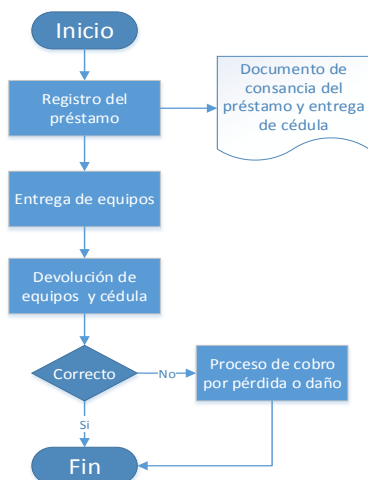 Inicio
Registro del
préstamo
Documento de
consancia del
préstamo y entrega
de cédula
Entrega de equipos
Devolución de
equipos y cédula
Correcto
No
Proceso de cobro
por pérdida o daño
Si
Fin